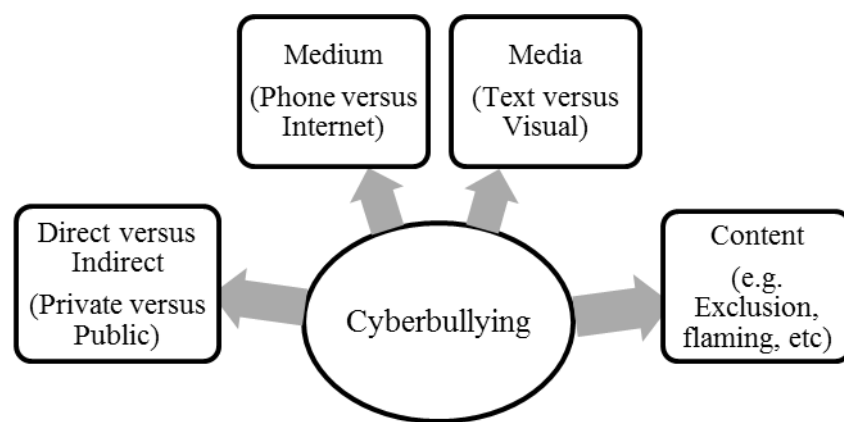 Medium
(Phone versus
Internet)
Media
(Text versus
Visual)
Direct versus
Indirect
(Private versus
Public)
Content
(e.g.
Exclusion,
flaming, etc)
Cyberbullying